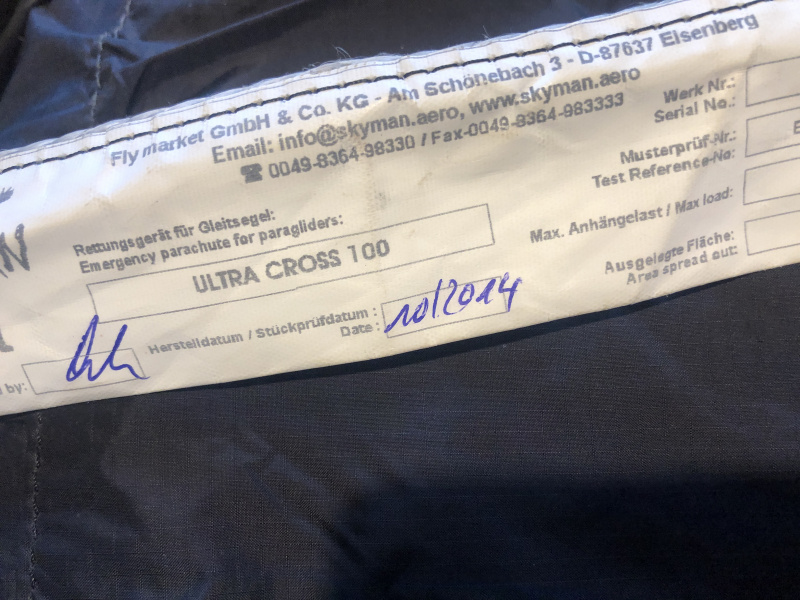 Fly market GmbH & Co. KG - Am Schönebach 3 - D-87637 Eisenberg
Email: info@skyman.aero, www.skyman.aero
☎ 0049-8364-98330 / Fax-0049-8364-983333
Werk Nr.:
Serial No.:
Musterprüf-Nr.:
Test Reference-No:
Max. Anhängelast / Max load:
Ausgelegte Fläche:
Area spread out:
Rettungsgerät für Gleitsegel:
Emergency parachute for paragliders:
ULTRA CROSS 100
Herstelldatum / Stückprüfdatum :
Date :
10/2014
by: